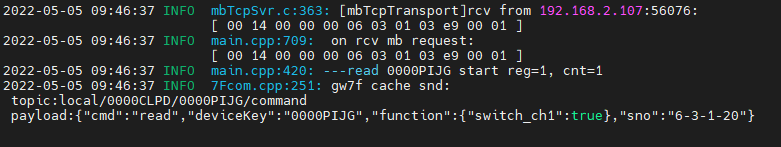 2022-05-05 09:46:37 INFO  mbTcpSvr.c:363: [mbTcpTransport]rcv from 192.168.2.107:56076:
[ 00 14 00 00 00 06 03 01 03 e9 00 01 ]
2022-05-05 09:46:37 INFO  main.cpp:709:  on rcv mb request:
[ 00 14 00 00 00 06 03 01 03 e9 00 01 ]
2022-05-05 09:46:37 INFO  main.cpp:420: ---read 0000PIJG start reg=1, cnt=1
2022-05-05 09:46:37 INFO  7Fcom.cpp:251: gw7f cache snd:
topic:local/0000CLPD/0000PIJG/command
payload:{"cmd":"read","deviceKey":"0000PIJG","function":{"switch_ch1":true},"sno":"6-3-1-20"}